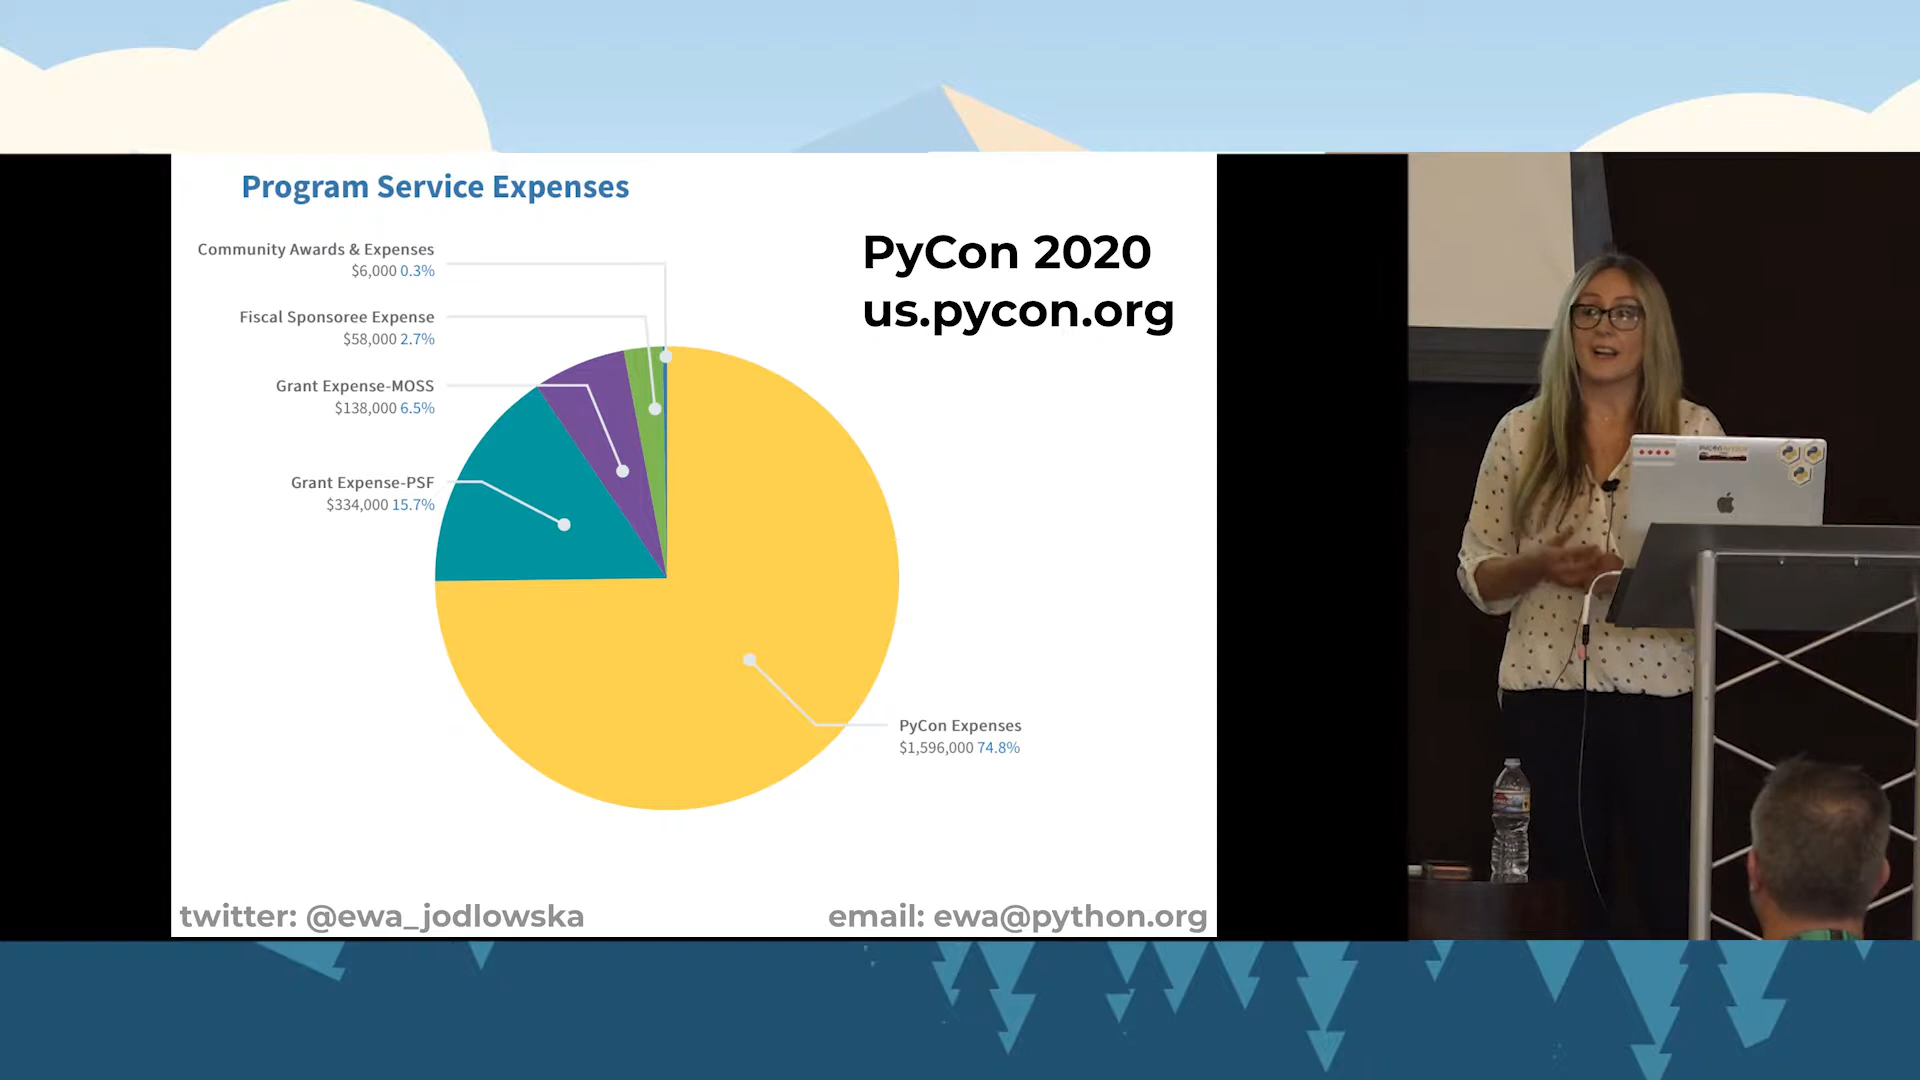 Program Service Expenses
Community Awards & Expenses
$6,000 0.3%
Fiscal Sponsoree Expense
$58,000 2.7%
Grant Expense-MOSS
$138,000 6.5%
Grant Expense-PSF
$334,000 15.7%
PyCon 2020
us.pycon.org
PyCon Expenses
$1,596,000 74.8%
twitter: @ewa_jodlowska
email: ewa@python.org